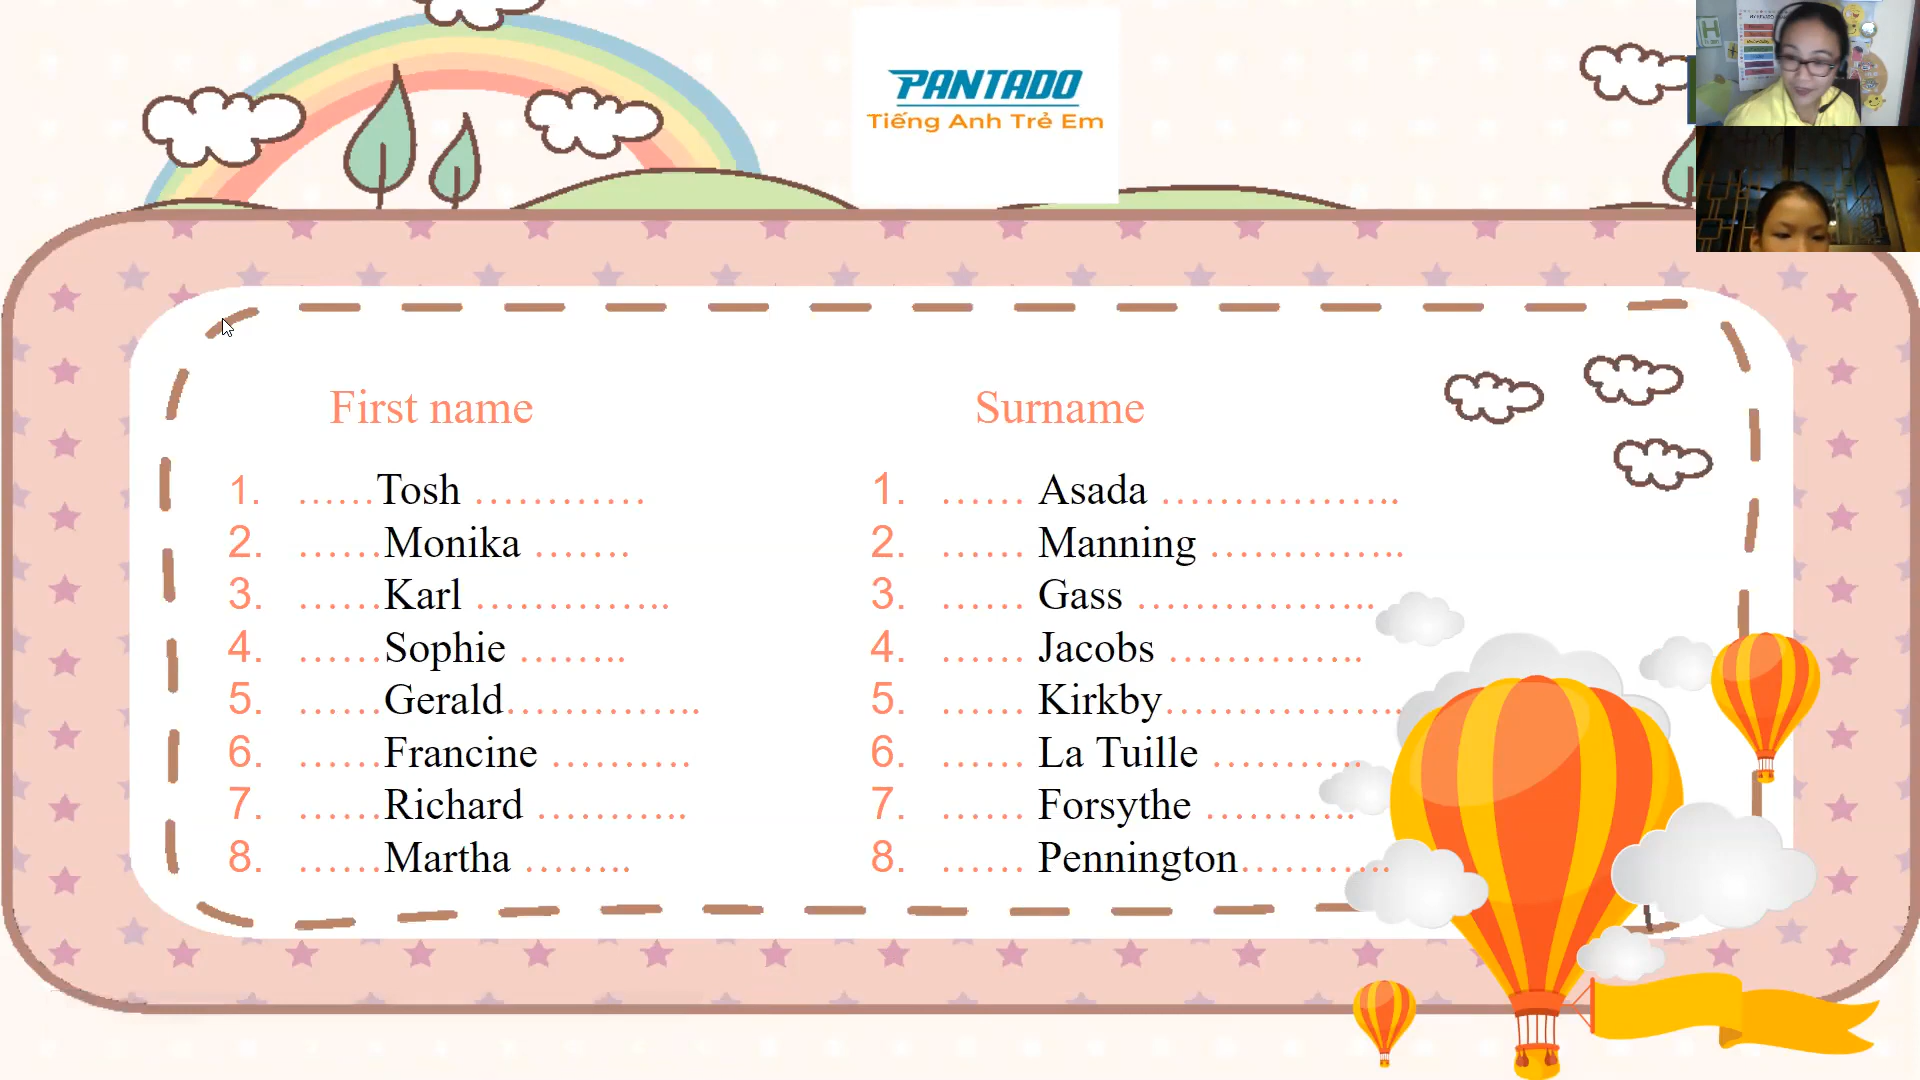 PANTADO
Tiếng Anh Trẻ Em
First name
Surname
1. ......Tosh ............
1. ...... Asada .................
2. ......Monika .......
2. ...... Manning ..............
3. ......Karl ..............
3. ...... Gass .................
4. ......Sophie ........
4. ...... Jacobs ..............
5. ......Gerald..............
5. ...... Kirkby.................
6. ......Francine ..........
6. ...... La Tuille ...........
7. ......Richard ...........
7. ...... Forsythe ...........
8. ......Martha ........
8. ...... Pennington...........